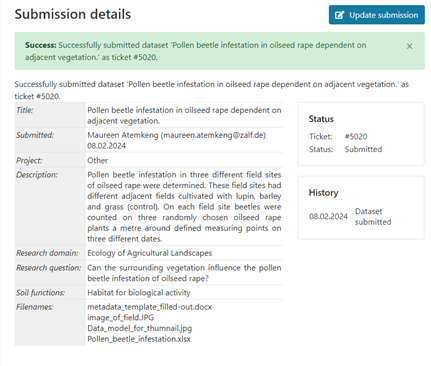 Submission details
Update submission
Success: Successfully submitted dataset 'Pollen beetle infestation in oilseed rape dependent on
adjacent vegetation.' as ticket #5020.
×
Successfully submitted dataset 'Pollen beetle infestation in oilseed rape dependent on adjacent vegetation.' as
ticket #5020.
Title: Pollen beetle infestation in oilseed rape dependent on
adjacent vegetation.
Submitted: Maureen Atemkeng (maureen.atemkeng@zalf.de)
08.02.2024
Project: Other
Description: Pollen beetle infestation in three different field sites
of oilseed rape were determined. These field sites had
different adjacent fields cultivated with lupin, barley
and grass (control). On each field site beetles were
counted on three randomly chosen oilseed rape
plants a metre around defined measuring points on
three different dates.
Research domain: Ecology of Agricultural Landscapes
Research question: Can the surrounding vegetation influence the pollen
beetle infestation of oilseed rape?
Soil functions: Habitat for biological activity
Filenames: metadata_template_filled-out.docx
image_of_field.JPG
Data_model_for_thumnail.jpg
Pollen_beetle_infestation.xlsx
Status
Ticket: #5020
Status: Submitted
History
08.02.2024 Dataset
submitted